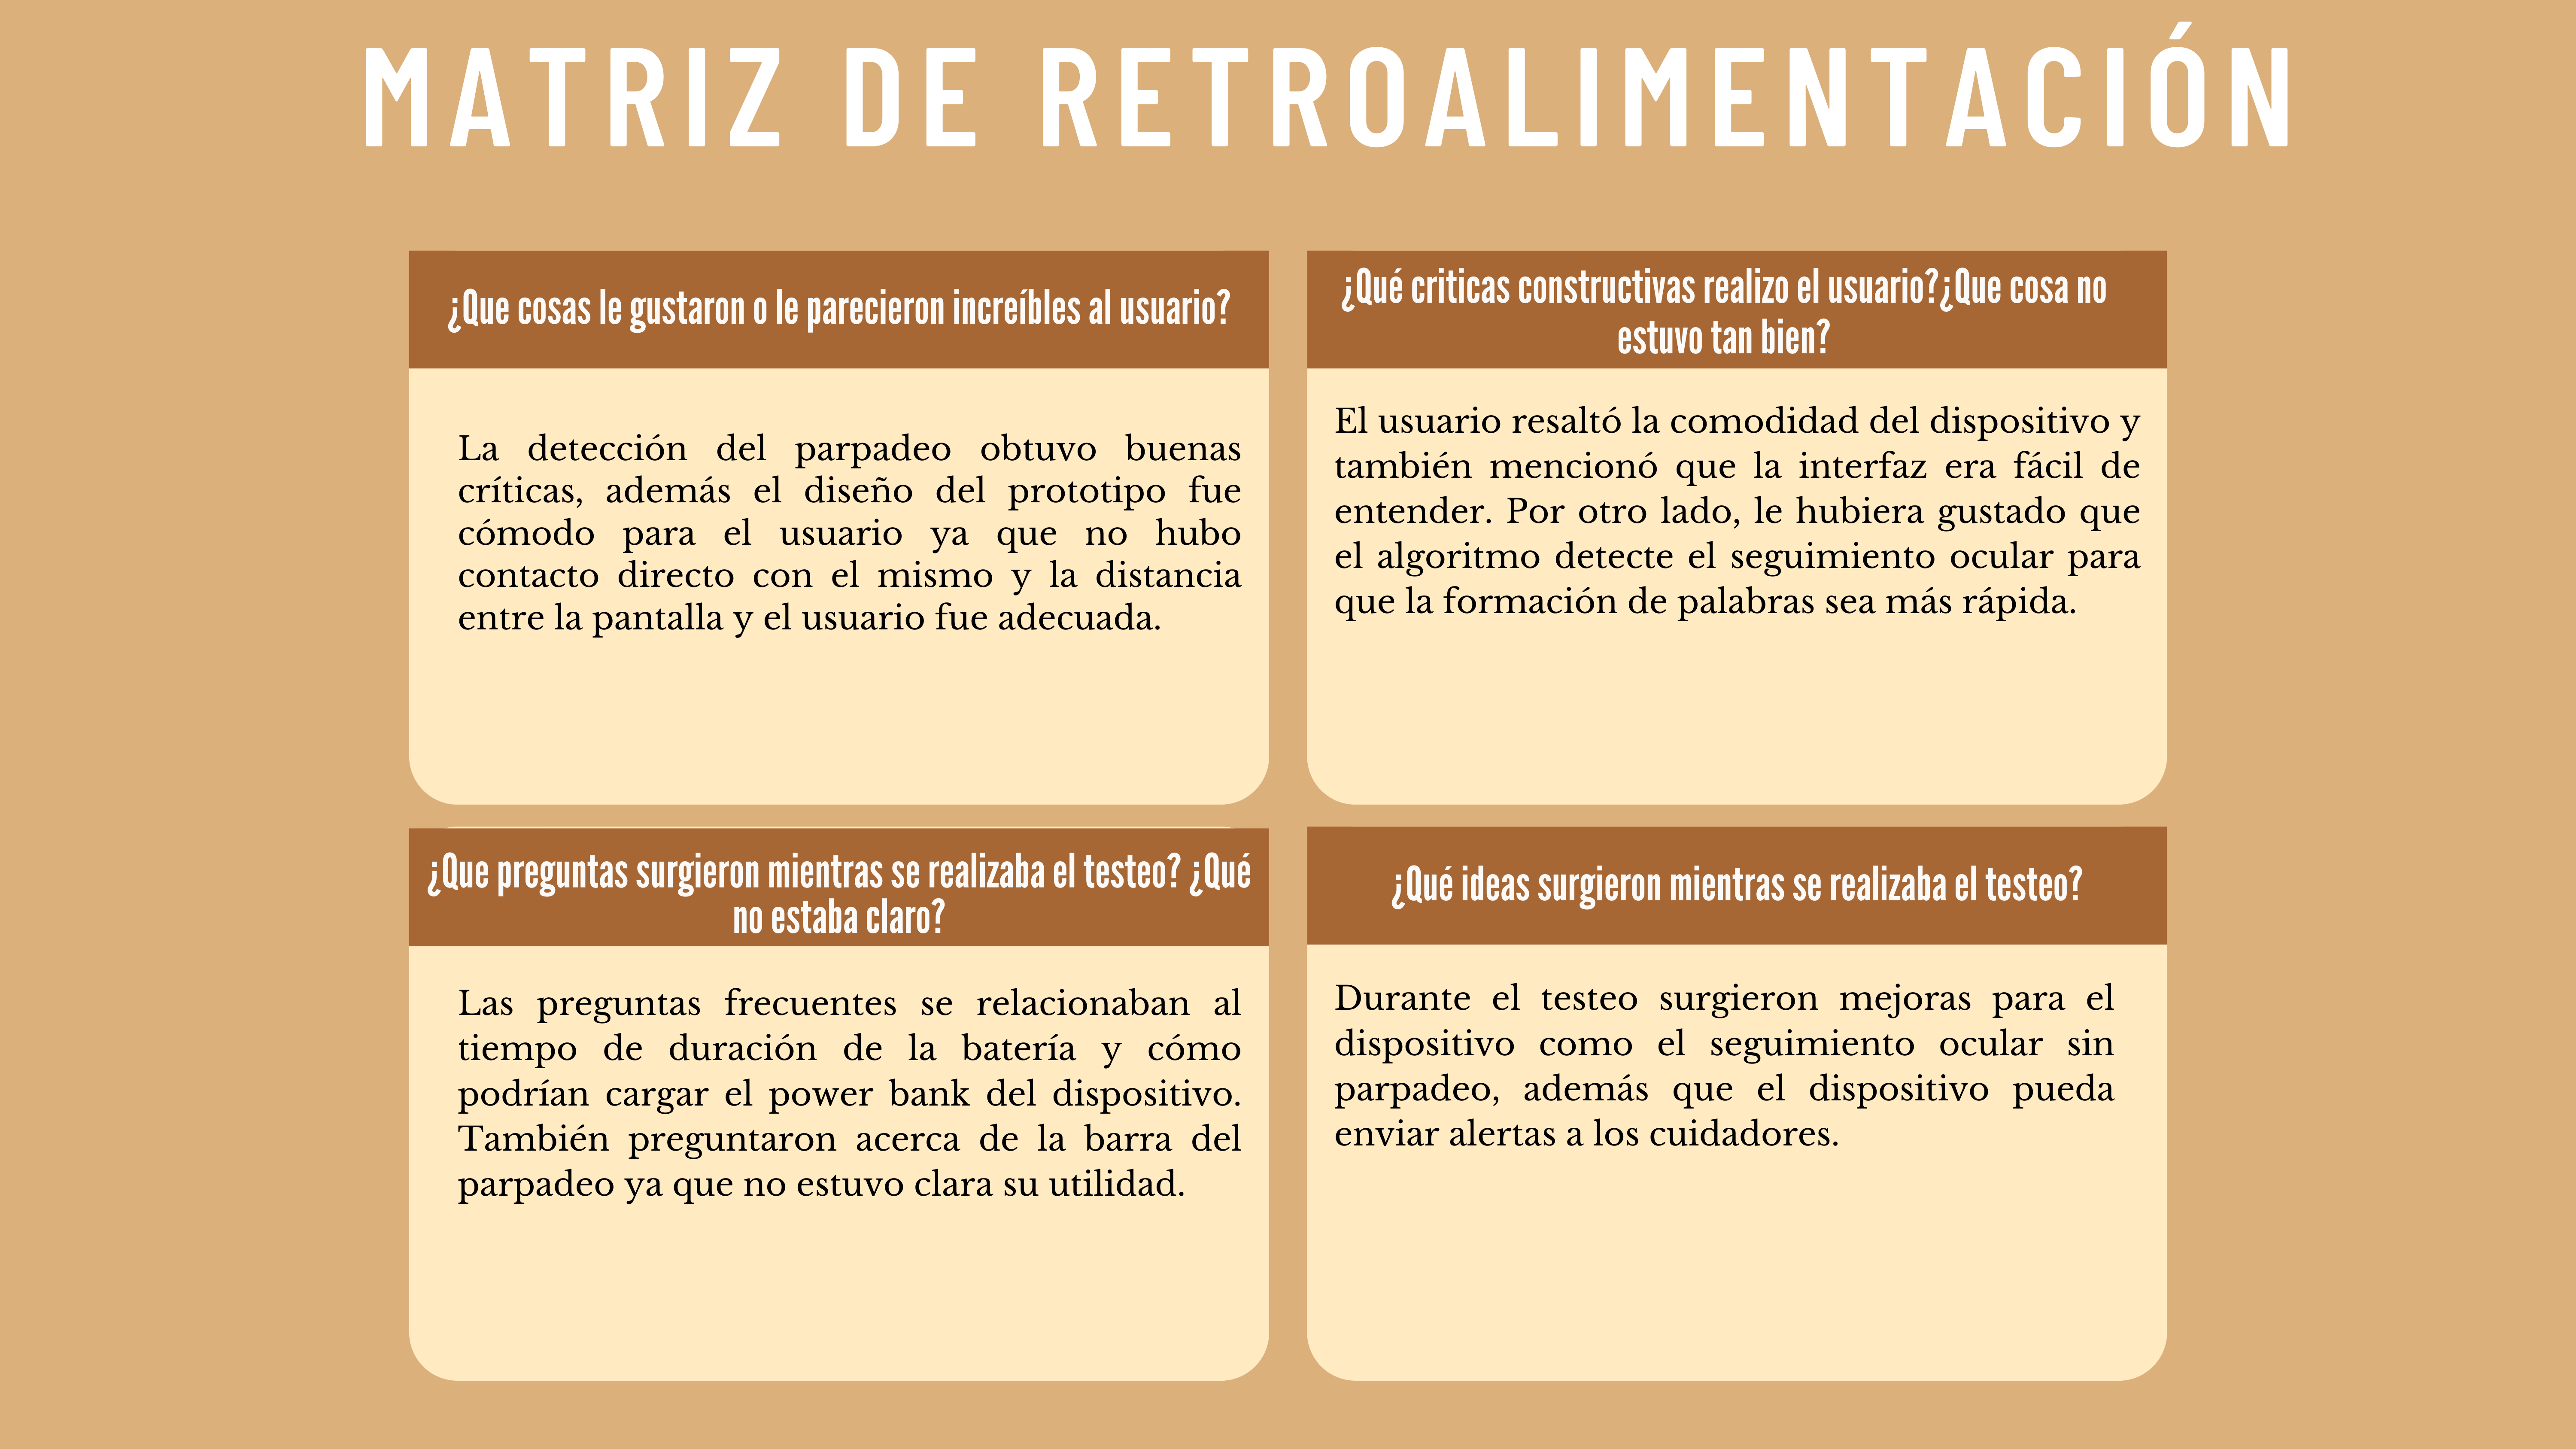 MATRIZ DE RETROALIMENTACIÓN
¿Que cosas le gustaron o le parecieron increíbles al usuario?
La detección del parpadeo obtuvo buenas
críticas, además el diseño del prototipo fue
cómodo para el usuario ya que no hubo
contacto directo con el mismo y la distancia
entre la pantalla y el usuario fue adecuada.
¿Qué criticas constructivas realizo el usuario?¿Que cosa no
estuvo tan bien?
El usuario resaltó la comodidad del dispositivo y
también mencionó que la interfaz era fácil de
entender. Por otro lado, le hubiera gustado que
el algoritmo detecte el seguimiento ocular para
que la formación de palabras sea más rápida.
¿Que preguntas surgieron mientras se realizaba el testeo? ¿Qué
no estaba claro?
Las preguntas frecuentes se relacionaban al
tiempo de duración de la batería y cómo
podrían cargar el power bank del dispositivo.
También preguntaron acerca de la barra del
parpadeo ya que no estuvo clara su utilidad.
¿Qué ideas surgieron mientras se realizaba el testeo?
Durante el testeo surgieron mejoras para el
dispositivo como el seguimiento ocular sin
parpadeo, además que el dispositivo pueda
enviar alertas a los cuidadores.